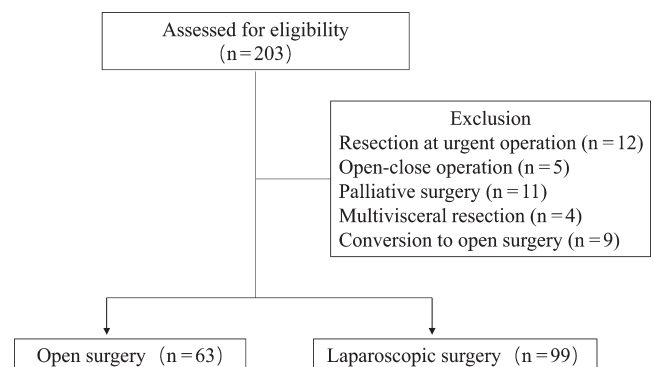 Assessed for eligibility
(n=203)
Exclusion
Resection at urgent operation (n=12)
Open-close operation (n=5)
Palliative surgery (n=11)
Multivisceral resection (n=4)
Conversion to open surgery (n=9)
Open surgery (n=63)
Laparoscopic surgery (n=99)